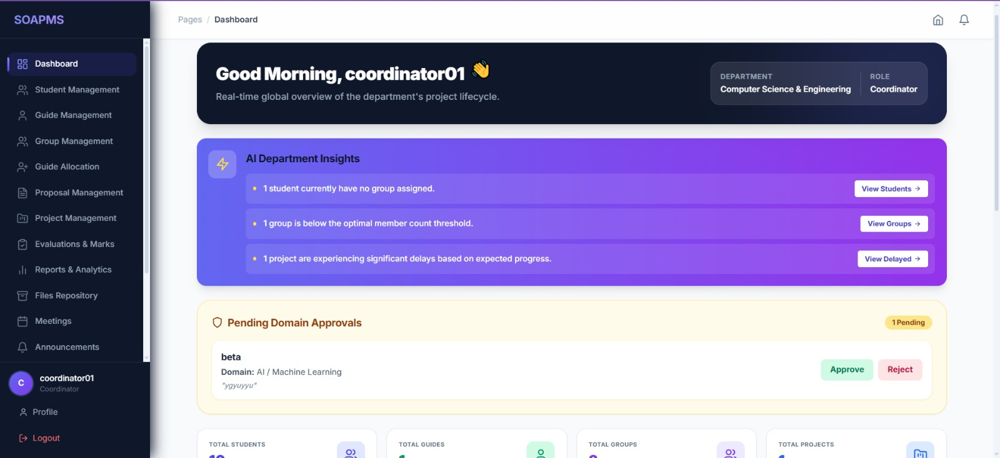 SOAPMS
Pages / Dashboard
Dashboard
Student Management
Guide Management
Group Management
Guide Allocation
Proposal Management
Project Management
Evaluations & Marks
Reports & Analytics
Files Repository
Meetings
Announcements
C
coordinator01
Coordinator
Profile
Logout
Good Morning, coordinator01 👋
Real-time global overview of the department's project lifecycle.
DEPARTMENT
Computer Science & Engineering
ROLE
Coordinator
AI Department Insights
1 student currently have no group assigned.
View Students →
1 group is below the optimal member count threshold.
View Groups →
1 project are experiencing significant delays based on expected progress.
View Delayed →
Pending Domain Approvals
1 Pending
beta
Domain: AI / Machine Learning
"ygyuyyu"
Approve
Reject
TOTAL STUDENTS
TOTAL GUIDES
TOTAL GROUPS
TOTAL PROJECTS